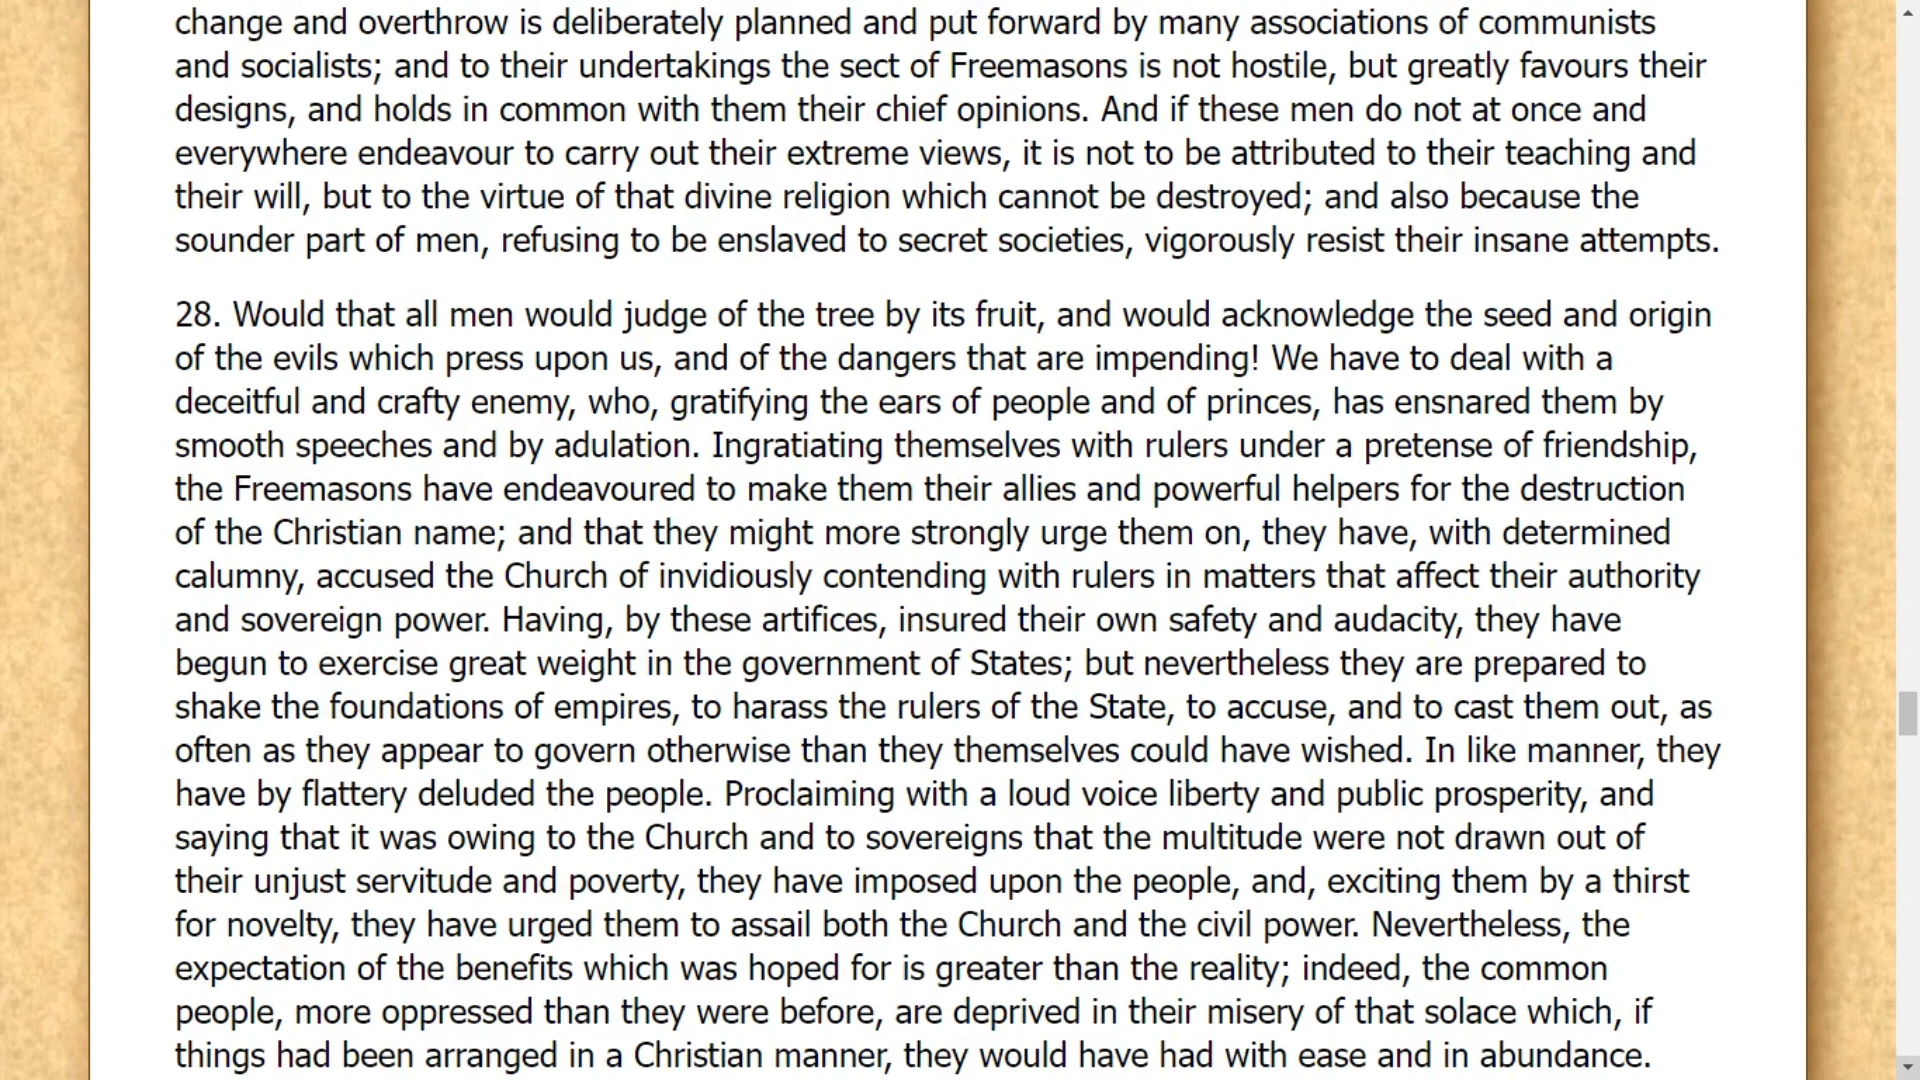 change and overthrow is deliberately planned and put forward by many associations of communists
and socialists; and to their undertakings the sect of Freemasons is not hostile, but greatly favours their
designs, and holds in common with them their chief opinions. And if these men do not at once and
everywhere endeavour to carry out their extreme views, it is not to be attributed to their teaching and
their will, but to the virtue of that divine religion which cannot be destroyed; and also because the
sounder part of men, refusing to be enslaved to secret societies, vigorously resist their insane attempts.
28. Would that all men would judge of the tree by its fruit, and would acknowledge the seed and origin
of the evils which press upon us, and of the dangers that are impending! We have to deal with a
deceitful and crafty enemy, who, gratifying the ears of people and of princes, has ensnared them by
smooth speeches and by adulation. Ingratiating themselves with rulers under a pretense of friendship,
the Freemasons have endeavoured to make them their allies and powerful helpers for the destruction
of the Christian name; and that they might more strongly urge them on, they have, with determined
calumny, accused the Church of invidiously contending with rulers in matters that affect their authority
and sovereign power. Having, by these artifices, insured their own safety and audacity, they have
begun to exercise great weight in the government of States; but nevertheless they are prepared to
shake the foundations of empires, to harass the rulers of the State, to accuse, and to cast them out, as
often as they appear to govern otherwise than they themselves could have wished. In like manner, they
have by flattery deluded the people. Proclaiming with a loud voice liberty and public prosperity, and
saying that it was owing to the Church and to sovereigns that the multitude were not drawn out of
their unjust servitude and poverty, they have imposed upon the people, and, exciting them by a thirst
for novelty, they have urged them to assail both the Church and the civil power. Nevertheless, the
expectation of the benefits which was hoped for is greater than the reality; indeed, the common
people, more oppressed than they were before, are deprived in their misery of that solace which, if
things had been arranged in a Christian manner, they would have had with ease and in abundance.